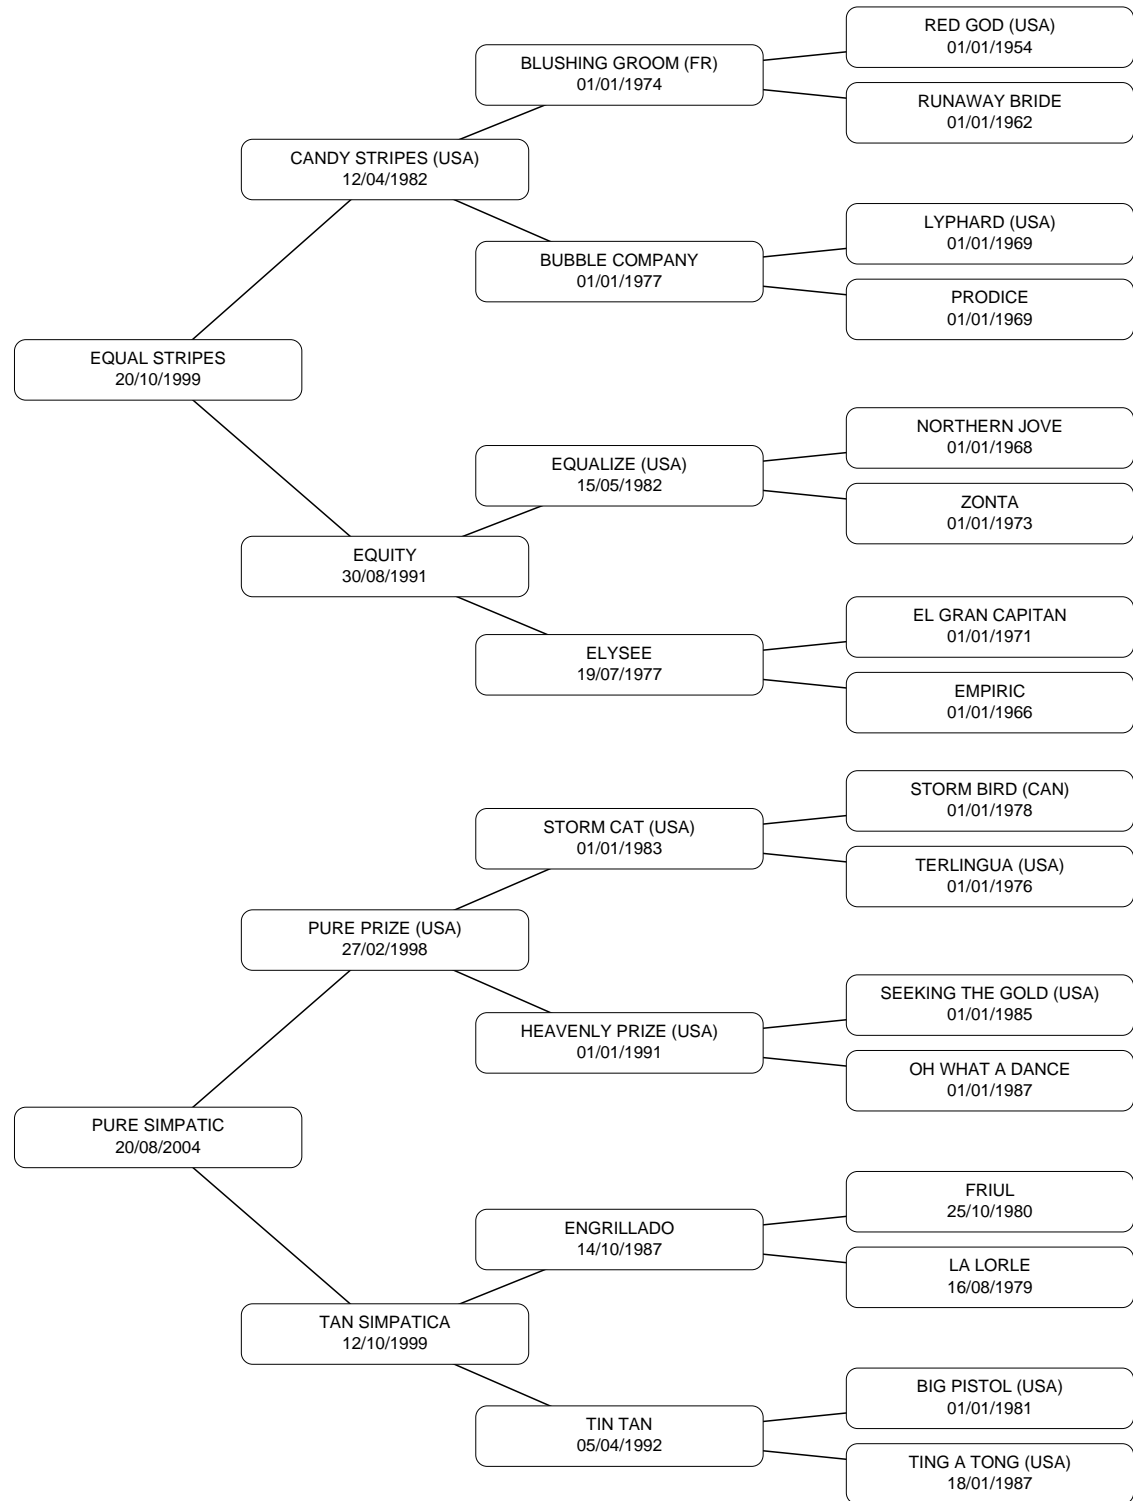 RED GOD (USA)
01/01/1954
BLUSHING GROOM (FR)
01/01/1974
RUNAWAY BRIDE
01/01/1962
CANDY STRIPES (USA)
12/04/1982
LYPHARD (USA)
01/01/1969
BUBBLE COMPANY
01/01/1977
PRODICE
01/01/1969
EQUAL STRIPES
20/10/1999
NORTHERN JOVE
01/01/1968
EQUALIZE (USA)
15/05/1982
ZONTA
01/01/1973
EQUITY
30/08/1991
EL GRAN CAPITAN
01/01/1971
ELYSEE
19/07/1977
EMPIRIC
01/01/1966
STORM BIRD (CAN)
01/01/1978
STORM CAT (USA)
01/01/1983
TERLINGUA (USA)
01/01/1976
PURE PRIZE (USA)
27/02/1998
SEEKING THE GOLD (USA)
01/01/1985
HEAVENLY PRIZE (USA)
01/01/1991
OH WHAT A DANCE
01/01/1987
PURE SIMPATIC
20/08/2004
FRIUL
25/10/1980
ENGRILLADO
14/10/1987
LA LORLE
16/08/1979
TAN SIMPATICA
12/10/1999
BIG PISTOL (USA)
01/01/1981
TIN TAN
05/04/1992
TING A TONG (USA)
18/01/1987